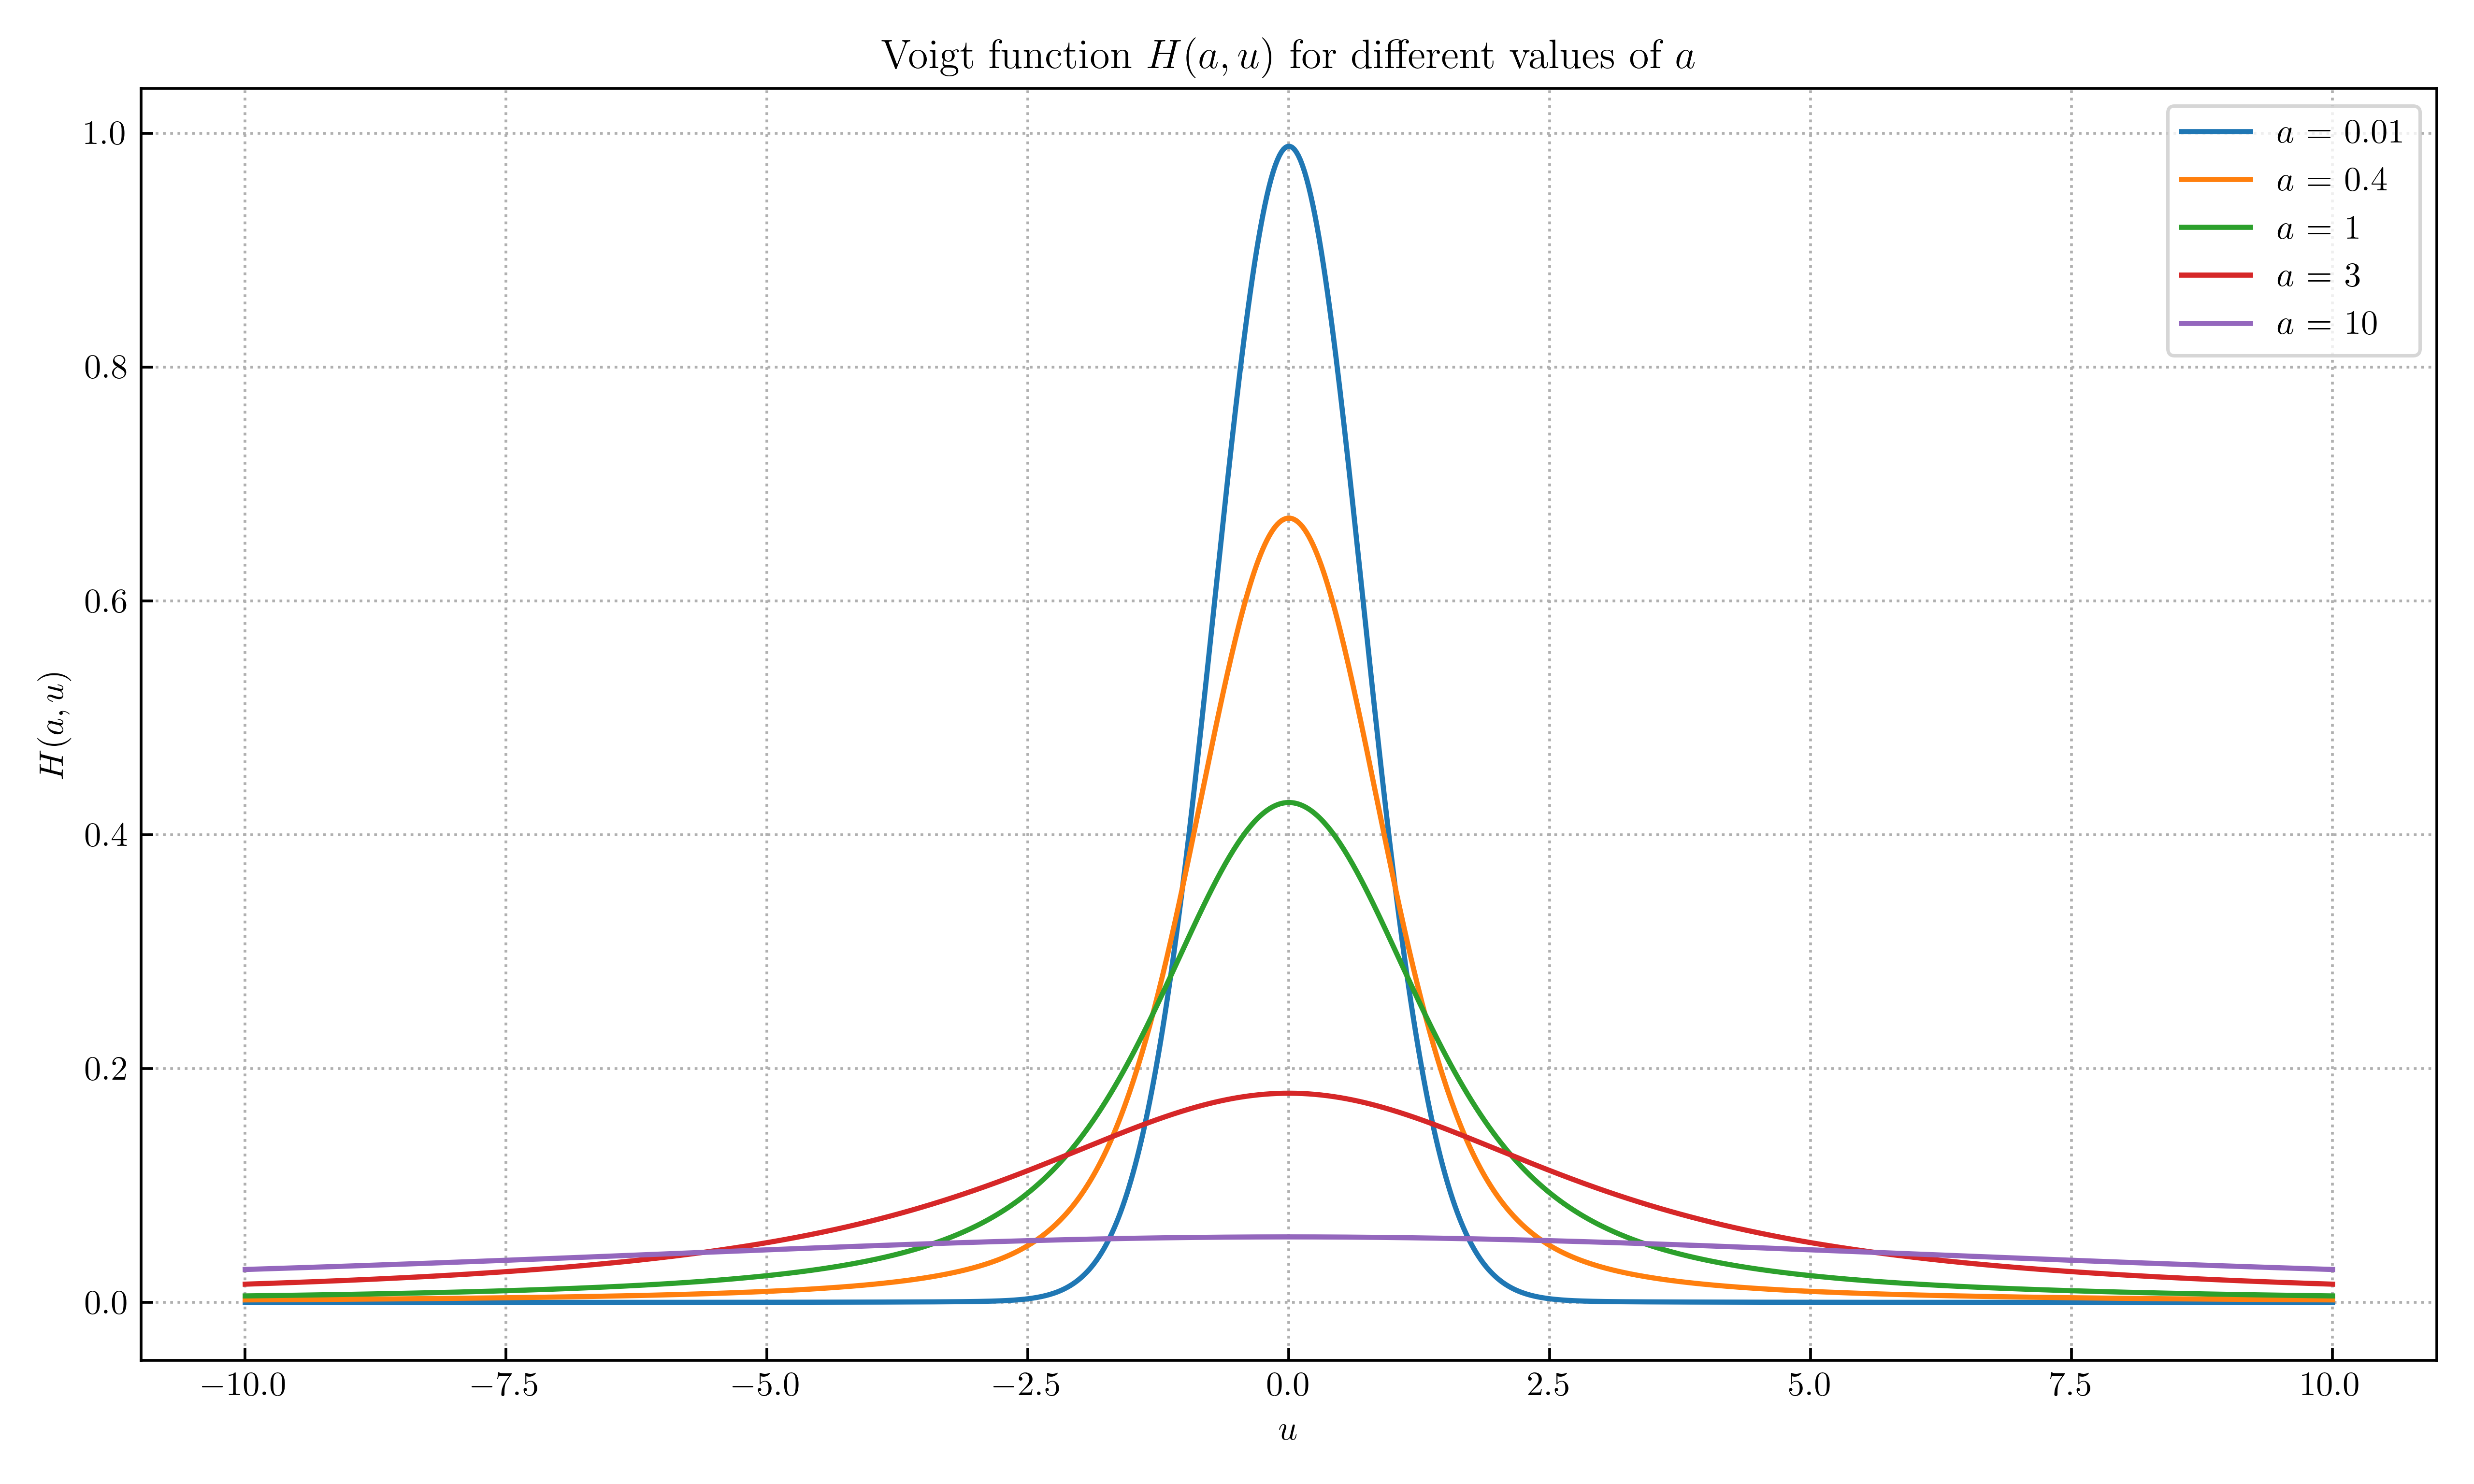 Voigt function H(a, u) for different values of a
a = 0.01
a = 0.4
a = 1
a = 3
a = 10
H(a, u)
1.0
0.8
0.6
0.4
0.2
0.0
−10.0 −7.5 −5.0 −2.5 0.0 2.5 5.0 7.5 10.0
u